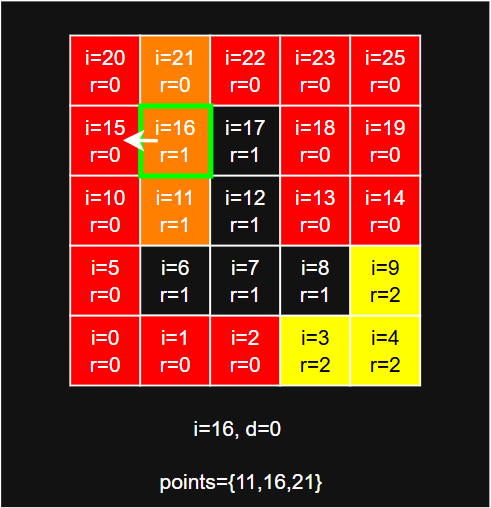 i=20 i=21 i=22 i=23 i=25
r=0 r=0 r=0 r=0 r=0
i=15 i=16 i=17 i=18 i=19
r=0 r=1 r=1 r=0 r=0
i=10 i=11 i=12 i=13 i=14
r=0 r=1 r=1 r=0 r=0
i=5 i=6 i=7 i=8 i=9
r=0 r=1 r=1 r=1 r=2
i=0 i=1 i=2 i=3 i=4
r=0 r=0 r=0 r=2 r=2
i=16, d=0
points={11,16,21}